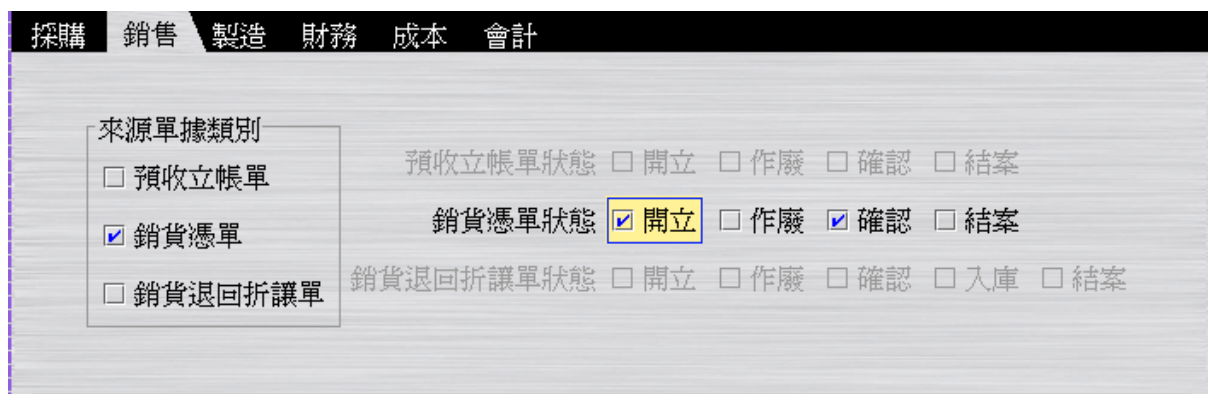 採購 銷售 製造 財務 成本 會計
來源單據類別
預收立帳單
銷貨憑單
銷貨退回折讓單
預收立帳單狀態 開立 作廢 確認 結案
銷貨憑單狀態 開立 作廢 確認 結案
銷貨退回折讓單狀態 開立 作廢 確認 入庫 結案